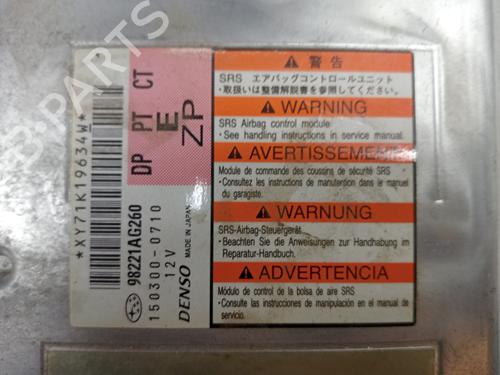 警告
SRS エアバッグコントロールユニット
・取扱いは整備解説書を参照してください。
WARNING
SRS Airbag control module
・See handling instructions in service manual.
AVERTISSEMENT
Module de commande des coussins de sécurité SRS
・Consultez les instructions de manutention dans le manuel
du garagiste.
WARNUNG
SRS-Airbag-Steuergerät
・Beachten Sie die Anweisungen zur Handhabung im
Reparatur-Handbuch.
ADVERTENCIA
Módulo de control de la bolsa de aire SRS
・Consulte las instrucciones de manipulación en el manual de
servicio.
*XY71K19634W*
DP PT CT
E
ZP
98221AG260
150300-0710
12V
DENSO MADE IN JAPAN
PARTS